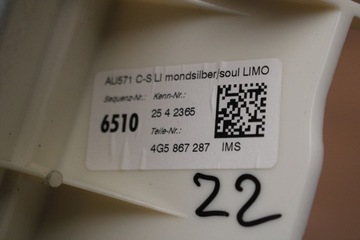 AU571 C-S LI mondsilber/soul LIMO
Sequenz-Nr.: Kenn-Nr.:
6510 25 4 2365
Teile-Nr.:
4G5 867 287 IMS
22